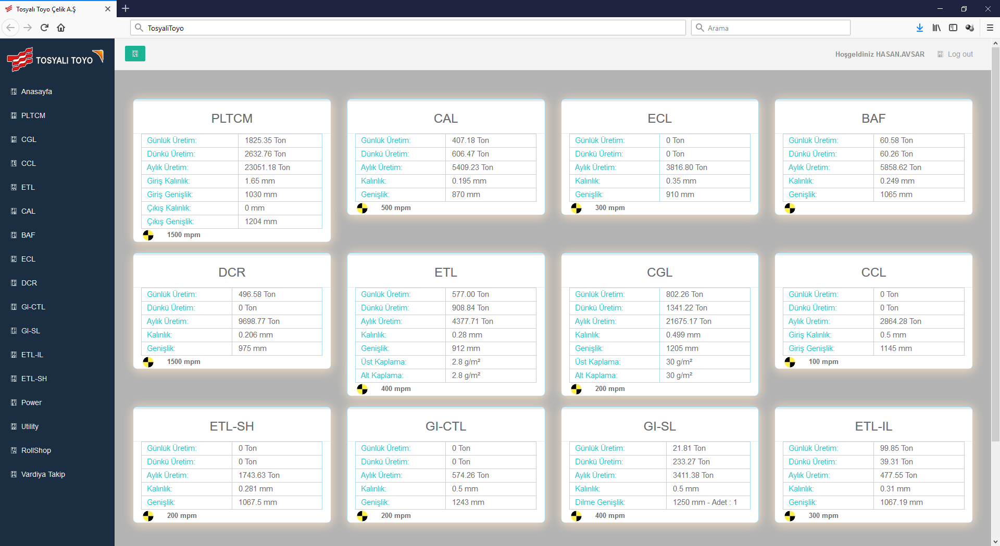 Tosyalı Toyo Çelik A.Ş
TosyaliToyo
Arama
TOSYALI TOYO
Hoşgeldiniz HASAN.AVSAR Log out
Anasayfa
PLTCM
CGL
CCL
ETL
CAL
BAF
ECL
DCR
GI-CTL
GI-SL
ETL-IL
ETL-SH
Power
Utility
RollShop
Vardiya Takip
PLTCM
Günlük Üretim: 1825.35 Ton
Dünkü Üretim: 2632.76 Ton
Aylık Üretim: 23051.18 Ton
Giriş Kalınlık: 1.65 mm
Giriş Genişlik: 1030 mm
Çıkış Kalınlık: 0 mm
Çıkış Genişlik: 1204 mm
1500 mpm
CAL
Günlük Üretim: 407.18 Ton
Dünkü Üretim: 606.47 Ton
Aylık Üretim: 5409.23 Ton
Kalınlık: 0.195 mm
Genişlik: 870 mm
500 mpm
ECL
Günlük Üretim: 0 Ton
Dünkü Üretim: 0 Ton
Aylık Üretim: 3816.80 Ton
Kalınlık: 0.35 mm
Genişlik: 910 mm
300 mpm
BAF
Günlük Üretim: 60.58 Ton
Dünkü Üretim: 60.26 Ton
Aylık Üretim: 5858.62 Ton
Kalınlık: 0.249 mm
Genişlik: 1065 mm
DCR
Günlük Üretim: 496.58 Ton
Dünkü Üretim: 0 Ton
Aylık Üretim: 9698.77 Ton
Kalınlık: 0.206 mm
Genişlik: 975 mm
1500 mpm
ETL
Günlük Üretim: 577.00 Ton
Dünkü Üretim: 908.84 Ton
Aylık Üretim: 4377.71 Ton
Kalınlık: 0.28 mm
Genişlik: 912 mm
Üst Kaplama: 2.8 g/m²
Alt Kaplama: 2.8 g/m²
400 mpm
CGL
Günlük Üretim: 802.26 Ton
Dünkü Üretim: 1341.22 Ton
Aylık Üretim: 21675.17 Ton
Kalınlık: 0.499 mm
Genişlik: 1205 mm
Üst Kaplama: 30 g/m²
Alt Kaplama: 30 g/m²
200 mpm
CCL
Günlük Üretim: 0 Ton
Dünkü Üretim: 0 Ton
Aylık Üretim: 2864.28 Ton
Giriş Kalınlık: 0.5 mm
Giriş Genişlik: 1145 mm
100 mpm
ETL-SH
Günlük Üretim: 0 Ton
Dünkü Üretim: 0 Ton
Aylık Üretim: 1743.63 Ton
Kalınlık: 0.281 mm
Genişlik: 1067.5 mm
200 mpm
GI-CTL
Günlük Üretim: 0 Ton
Dünkü Üretim: 0 Ton
Aylık Üretim: 574.26 Ton
Kalınlık: 0.5 mm
Genişlik: 1243 mm
200 mpm
GI-SL
Günlük Üretim: 21.81 Ton
Dünkü Üretim: 233.27 Ton
Aylık Üretim: 3411.38 Ton
Kalınlık: 0.5 mm
Dilme Genişlik: 1250 mm - Adet : 1
400 mpm
ETL-IL
Günlük Üretim: 99.85 Ton
Dünkü Üretim: 39.31 Ton
Aylık Üretim: 477.55 Ton
Kalınlık: 0.31 mm
Genişlik: 1067.19 mm
300 mpm